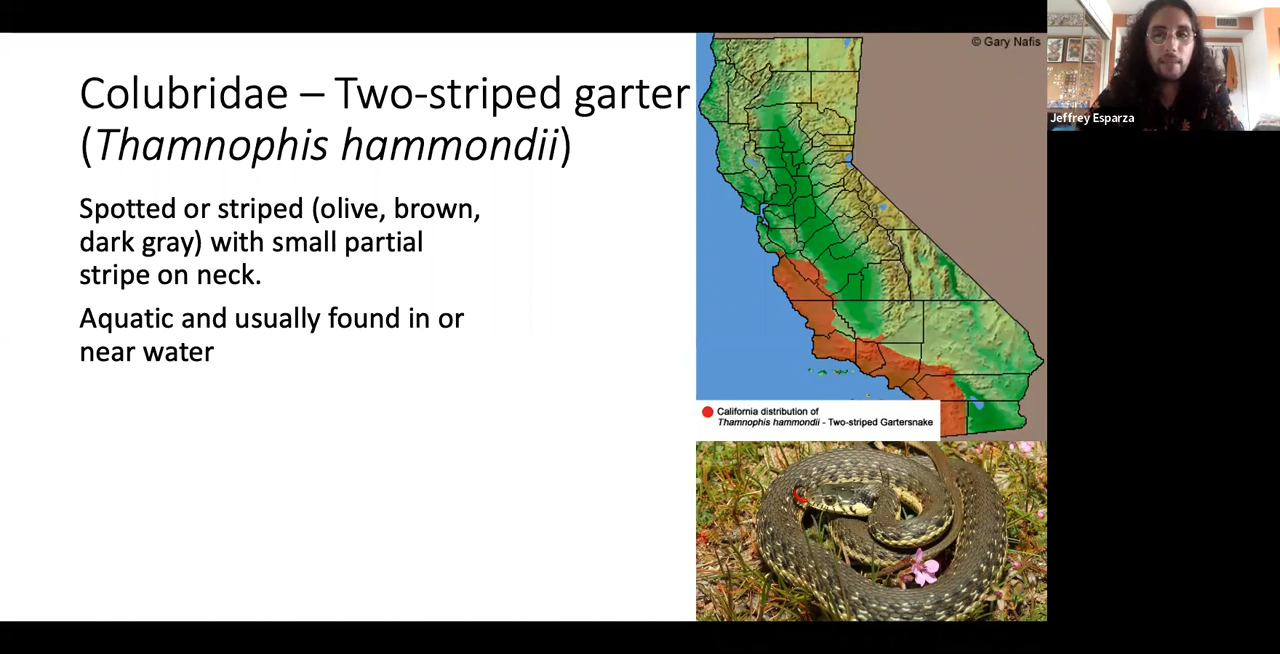 Colubridae – Two-striped garter
(Thamnophis hammondii)
Spotted or striped (olive, brown,
dark gray) with small partial
stripe on neck.
Aquatic and usually found in or
near water
© Gary Nafis
California distribution of
Thamnophis hammondii - Two-striped Gartersnake
Jeffrey Esparza